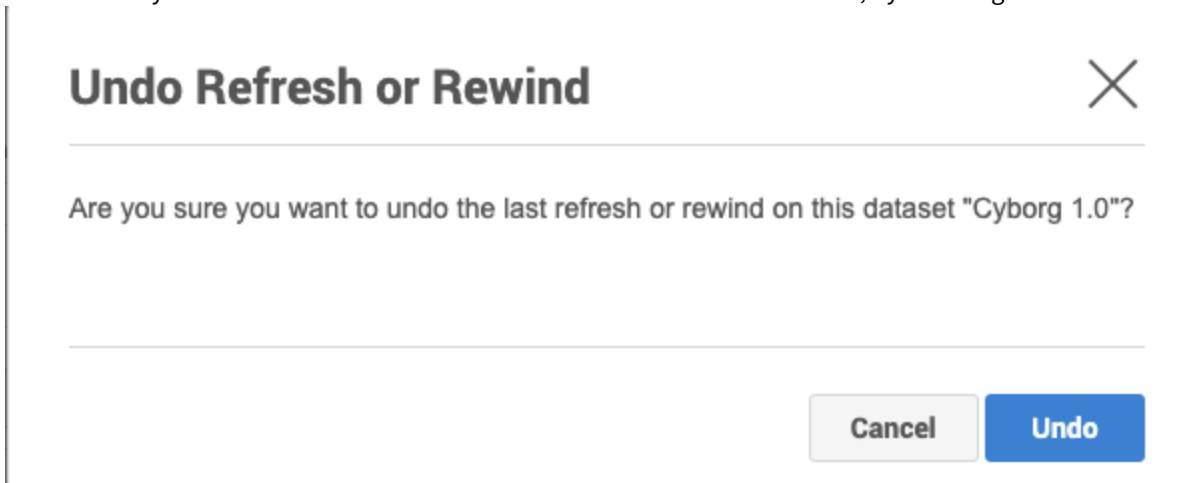 Undo Refresh or Rewind
Are you sure you want to undo the last refresh or rewind on this dataset "Cyborg 1.0"?
Cancel
Undo